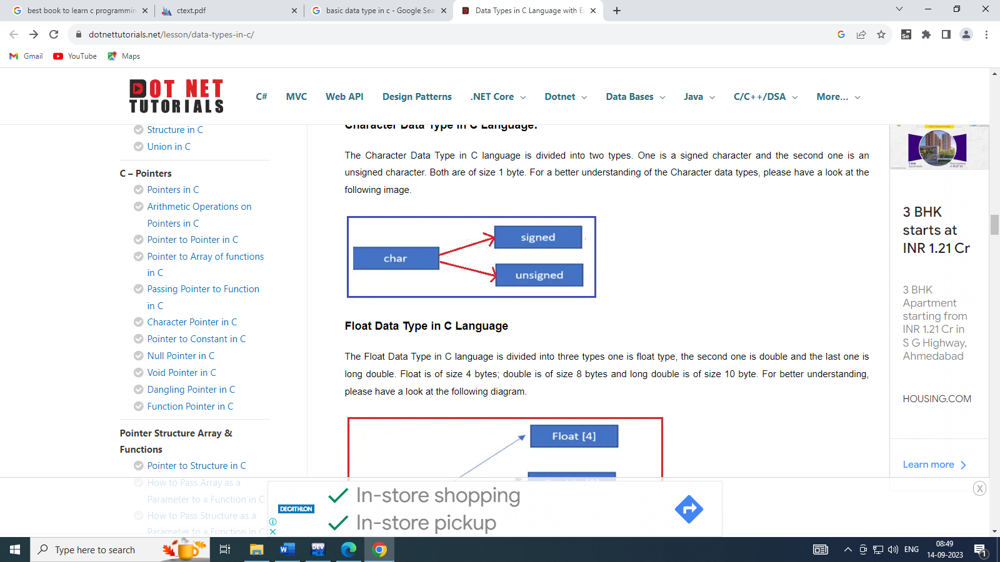 best book to learn c programmin
ctext.pdf
basic data type in c - Google Sea
Data Types in C Language with E
dotnettutorials.net/lesson/data-types-in-c/
Gmail
YouTube
Maps
DOT NET
TUTORIALS
C#
MVC
Web API
Design Patterns
.NET Core
Dotnet
Data Bases
Java
C/C++/DSA
More...
Structure in C
Union in C
C – Pointers
Pointers in C
Arithmetic Operations on
Pointers in C
Pointer to Pointer in C
Pointer to Array of functions
in C
Passing Pointer to Function
in C
Character Pointer in C
Pointer to Constant in C
Null Pointer in C
Void Pointer in C
Dangling Pointer in C
Function Pointer in C
Pointer Structure Array &
Functions
Pointer to Structure in C
How to Pass Array as a
Parameter to a Function in C
How to Pass Structure as a
Parameter to a Function in C
Character Data Type in C Language:
The Character Data Type in C language is divided into two types. One is a signed character and the second one is an
unsigned character. Both are of size 1 byte. For a better understanding of the Character data types, please have a look at the
following image.
char
signed
unsigned
Float Data Type in C Language
The Float Data Type in C language is divided into three types one is float type, the second one is double and the last one is
long double. Float is of size 4 bytes; double is of size 8 bytes and long double is of size 10 byte. For better understanding,
please have a look at the following diagram.
Float [4]
3 BHK
starts at
INR 1.21 Cr
3 BHK
Apartment
starting from
INR 1.21 Cr in
S G Highway,
Ahmedabad
HOUSING.COM
Learn more
X
DECATHLON
In-store shopping
In-store pickup
Type here to search
DEV
ENG
08:49
14-09-2023
1